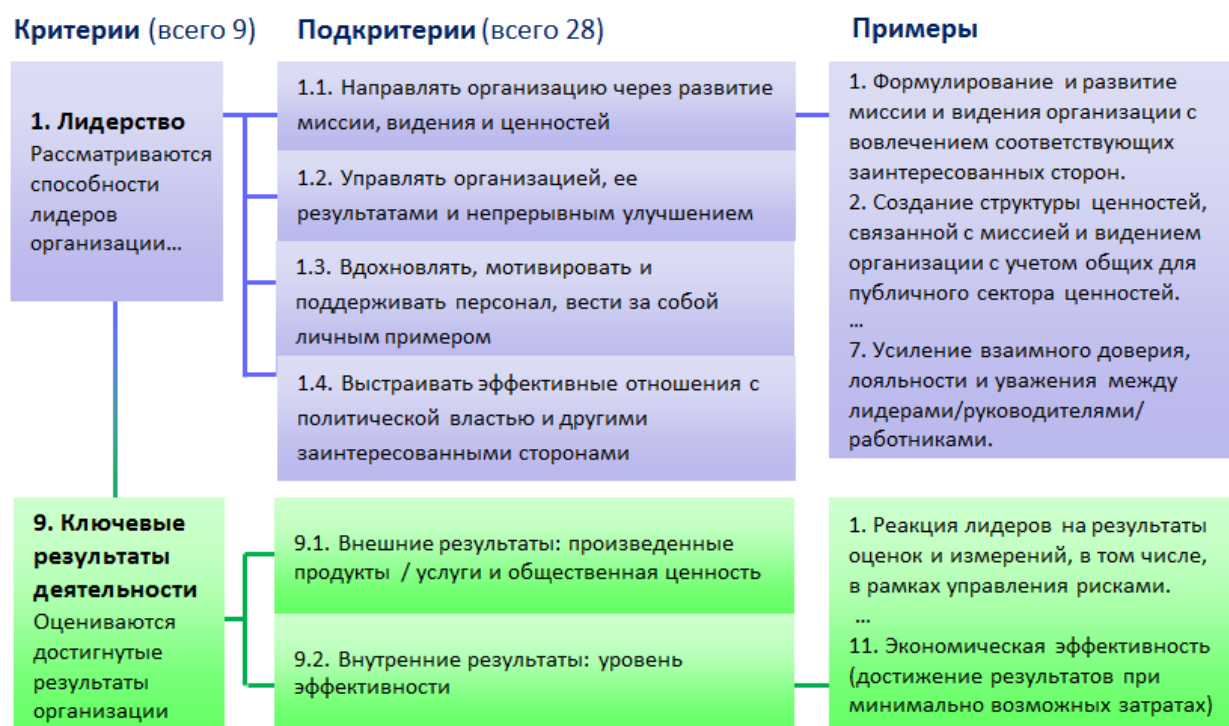 Критерии (всего 9)
Подкритерии (всего 28)
Примеры
1. Лидерство
Рассматриваются
способности
лидеров
организации…
1.1. Направлять организацию через развитие
миссии, видения и ценностей
1.2. Управлять организацией, ее
результатами и непрерывным улучшением
1.3. Вдохновлять, мотивировать и
поддерживать персонал, вести за собой
личным примером
1.4. Выстраивать эффективные отношения с
политической властью и другими
заинтересованными сторонами
1. Формулирование и развитие
миссии и видения организации с
вовлечением соответствующих
заинтересованных сторон.
2. Создание структуры ценностей,
связанной с миссией и видением
организации с учетом общих для
публичного сектора ценностей.
…
7. Усиление взаимного доверия,
лояльности и уважения между
лидерами/руководителями/
работниками.
9. Ключевые
результаты
деятельности
Оцениваются
достигнутые
результаты
организации
9.1. Внешние результаты: произведенные
продукты / услуги и общественная ценность
9.2. Внутренние результаты: уровень
эффективности
1. Реакция лидеров на результаты
оценок и измерений, в том числе,
в рамках управления рисками.
…
11. Экономическая эффективность
(достижение результатов при
минимально возможных затратах)